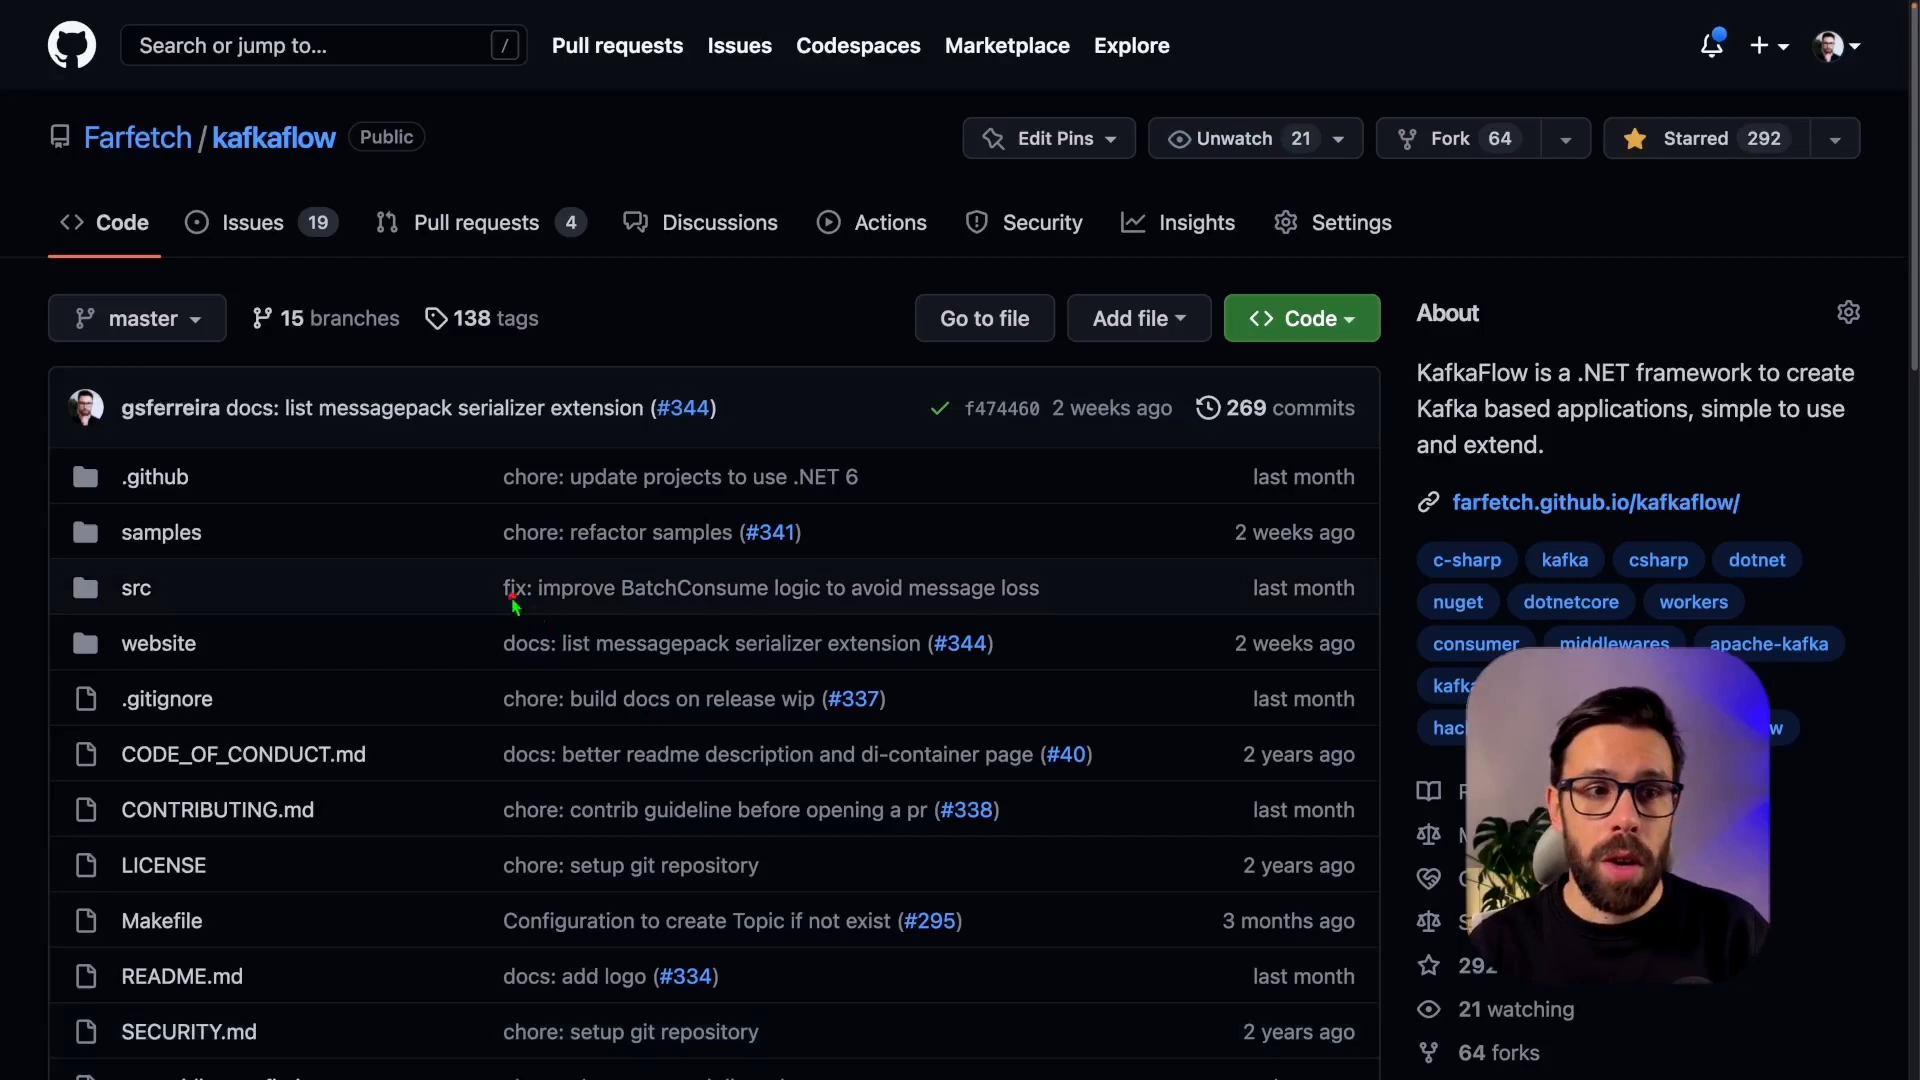 Search or jump to... /
Pull requests Issues Codespaces Marketplace Explore
Farfetch / kafkaflow Public
Edit Pins Unwatch 21 Fork 64 Starred 292
Code Issues 19 Pull requests 4 Discussions Actions Security Insights Settings
master 15 branches 138 tags
Go to file Add file Code
gsferreira docs: list messagepack serializer extension (#344) f474460 2 weeks ago 269 commits
.github chore: update projects to use .NET 6 last month
samples chore: refactor samples (#341) 2 weeks ago
src fix: improve BatchConsume logic to avoid message loss last month
website docs: list messagepack serializer extension (#344) 2 weeks ago
.gitignore chore: build docs on release wip (#337) last month
CODE_OF_CONDUCT.md docs: better readme description and di-container page (#40) 2 years ago
CONTRIBUTING.md chore: contrib guideline before opening a pr (#338) last month
LICENSE chore: setup git repository 2 years ago
Makefile Configuration to create Topic if not exist (#295) 3 months ago
README.md docs: add logo (#334) last month
SECURITY.md chore: setup git repository 2 years ago
About
KafkaFlow is a .NET framework to create
Kafka based applications, simple to use
and extend.
farfetch.github.io/kafkaflow/
c-sharp kafka csharp dotnet
nuget dotnetcore workers
consumer middlewares apache-kafka
292
21 watching
64 forks